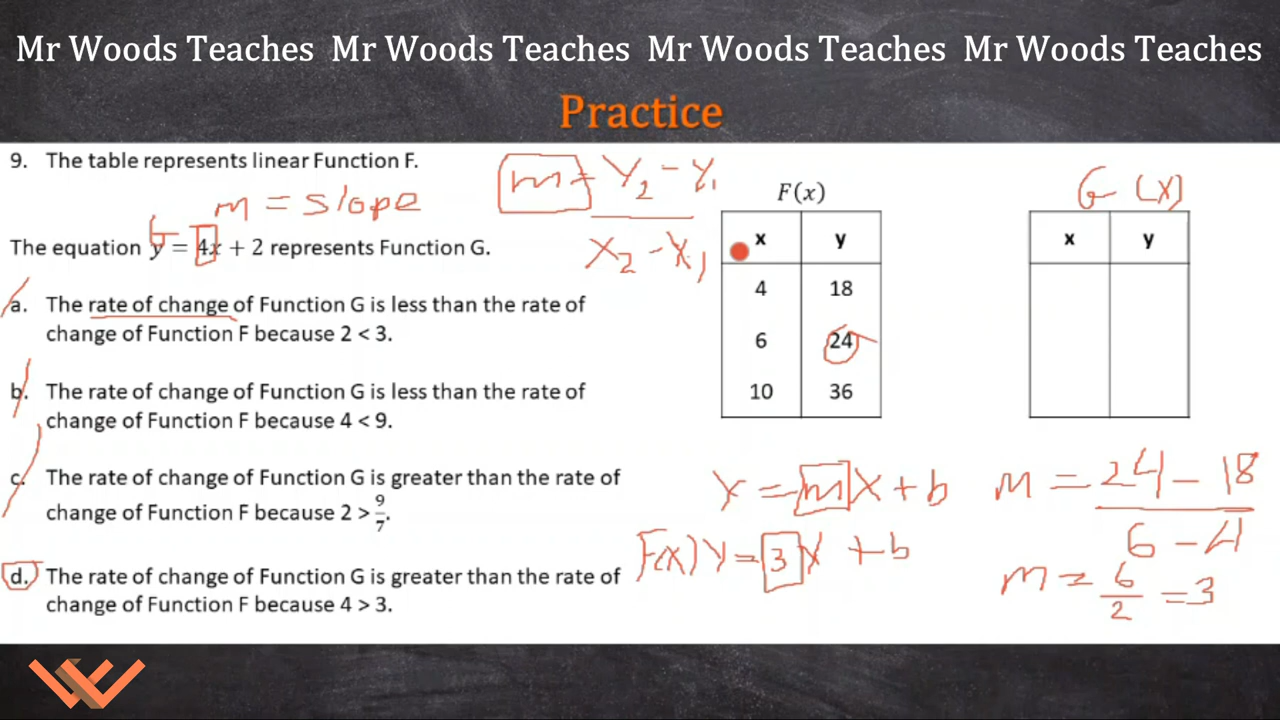 Mr Woods Teaches Mr Woods Teaches Mr Woods Teaches Mr Woods Teaches
Practice
9. The table represents linear Function F.
m = slope
m = Y₂ - Y₁
X₂ - X₁
The equation y = 4x + 2 represents Function G.
G
a. The rate of change of Function G is less than the rate of
change of Function F because 2 < 3.
b. The rate of change of Function G is less than the rate of
change of Function F because 4 < 9.
c. The rate of change of Function G is greater than the rate of
change of Function F because 2 > 9/7.
d. The rate of change of Function G is greater than the rate of
change of Function F because 4 > 3.
F(x)
x y
4 18
6 24
10 36
G (X)
x y
Y = mX + b
F(X) Y = 3X + b
m = 24 - 18
6 - 4
m = 6/2 = 3